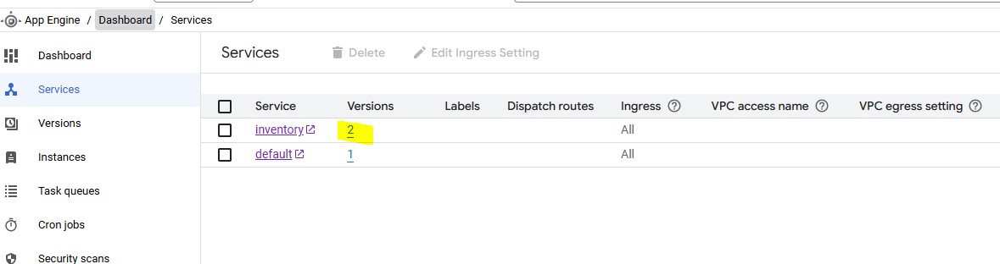 App Engine / Dashboard / Services
Dashboard
Services
Versions
Instances
Task queues
Cron jobs
Security scans
Services Delete Edit Ingress Setting
Service Versions Labels Dispatch routes Ingress VPC access name VPC egress setting
inventory 2 All
default 1 All